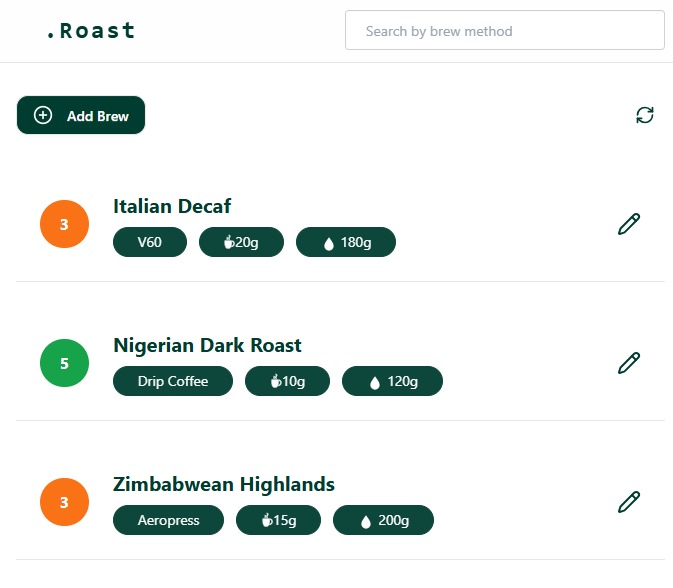 .Roast
Search by brew method
Add Brew
3
Italian Decaf
V60 20g 180g
5
Nigerian Dark Roast
Drip Coffee 10g 120g
3
Zimbabwean Highlands
Aeropress 15g 200g